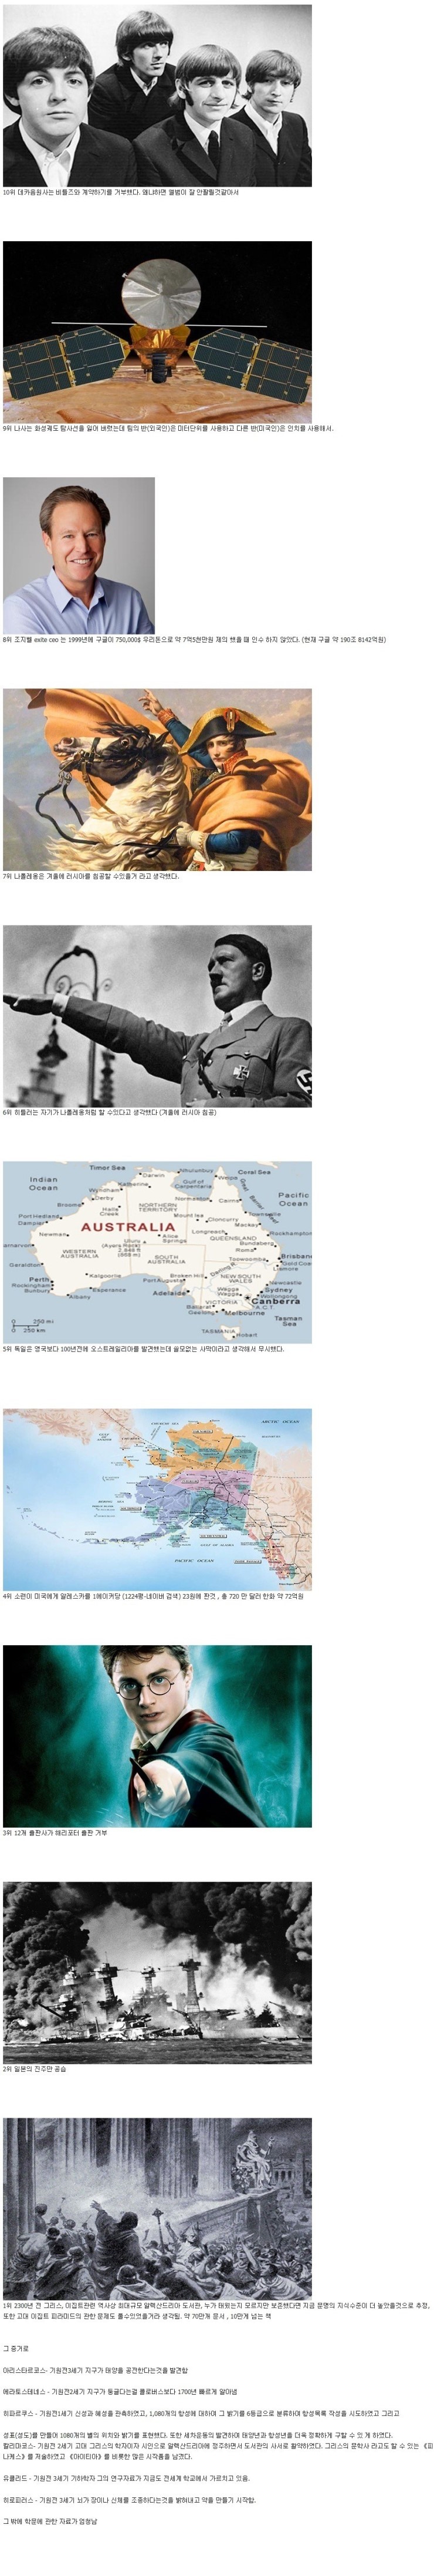 10위 데카음원사는 비틀즈와 계약하기를 거부했다. 왜냐하면 앨범이 잘 안팔릴것같아서
9위 나사는 화성궤도 탐사선을 잃어 버렸는데 팀의 반(외국인)은 미터단위를 사용하고 다른 반(미국인)은 인치를 사용해서.
8위 조지벨 exite ceo 는 1999년에 구글이 750,000$ 우리돈으로 약 7억5천만원 제의 했을 때 인수 하지 않았다. (현재 구글 약 190조 8142억원)
7위 나폴레옹은 겨울에 러시아를 침공할 수있을거 라고 생각했다.
6위 히틀러는 자기가 나폴레옹처럼 할 수있다고 생각했다 (겨울에 러시아 침공)
Timor Sea
Coral Sea
Indian
Ocean
Pacific
Ocean
Darwin
Nhulunbuy
Katherine
Gulf of
Carpentaria
Weipa
Wyndham
Derby
Broome
Halls
Creek
NORTHERN
TERRITORY
Normanton
Cairns
Port Hedland
Dampier
Mount Isa
Townsville
Mackay
Newman
AUSTRALIA
Alice
Springs
Longreach
Rockhampton
QUEENSLAND
WESTERN
AUSTRALIA
(Ayers Rock)
SOUTH
AUSTRALIA
Roma
Bundaberg
Toowoomba
Brisbane
Gold Coast
Geraldton
Kalgoorlie
Broken Hill
Perth
Rockingham
Bunbury
Esperance
Albany
Port Augusta
Adelaide
NEW SOUTH
WALES
Newcastle
Sydney
Wollongong
Canberra
A.C.T.
VICTORIA
Ballarat
Geelong
Melbourne
Tasman
Sea
TASMANIA
Hobart
0 250 mi
0 250 km
5위 독일은 영국보다 100년전에 오스트레일리아를 발견했는데 쓸모없는 사막이라고 생각해서 무시했다.
ARCTIC OCEAN
PACIFIC OCEAN
4위 소련이 미국에게 알레스카를 1에이커당 (1224평-네이버 검색) 23원에 판것 , 총 720 만 달러 한화 약 72억원
3위 12개 출판사가 해리포터 출판 거부
2위 일본의 진주만 공습
1위 2300년 전 그리스, 이집트관련 역사상 최대규모 알렉산드리아 도서관, 누가 태웠는지 모르지만 보존했다면 지금 문명의 지식수준이 더 높았을것으로 추정,
또한 고대 이집트 피라미드의 관한 문제도 풀수있었을거라 생각됨. 약 70만개 문서 , 10만게 넘는 책
그 증거로
아리스타르코스- 기원전3세기 지구가 태양을 공전한다는것을 발견함
에라토스테네스 - 기원전2세기 지구가 둥글다는걸 콜로버스보다 1700년 빠르게 알아냄
히파르쿠스 - 기원전1세기 신성과 혜성을 관측하였고, 1,080개의 항성에 대하여 그 밝기를 6등급으로 분류하여 항성목록 작성을 시도하였고 그리고
성표(성도)를 만들어 1080개의 별의 위치와 밝기를 표현했다. 또한 세차운동의 발견하여 태양년과 항성년을 더욱 정확하게 구할 수 있 게 하였다.
칼리마코스- 기원전 2세기 고대 그리스의 학자이자 시인으로 알렉산드리아에 정주하면서 도서관의 사서로 활약하였다. 그리스의 문학사 라고도 할 수 있는 《피
나케스》를 저술하였고 《아이티아》를 비롯한 많은 시작품을 남겼다.
유클리드 - 기원전 3세기 기하학자 그의 연구자료가 지금도 전세계 학교에서 가르치고 있음.
히로피러스 - 기원전 3세기 뇌가 장이나 신체를 조종하다는것을 밝혀내고 약을 만들기 시작함.
그 밖에 학문에 관한 자료가 엄청남